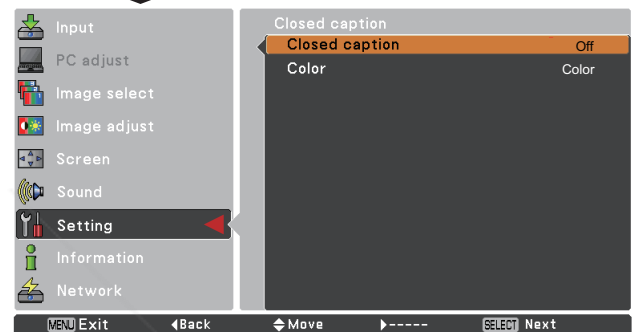 Input
PC adjust
Image select
Image adjust
Screen
Sound
Setting
Information
Network
Closed caption
Closed caption Off
Color Color
MENU Exit ◀Back ◆Move ▶----- SELECT Next